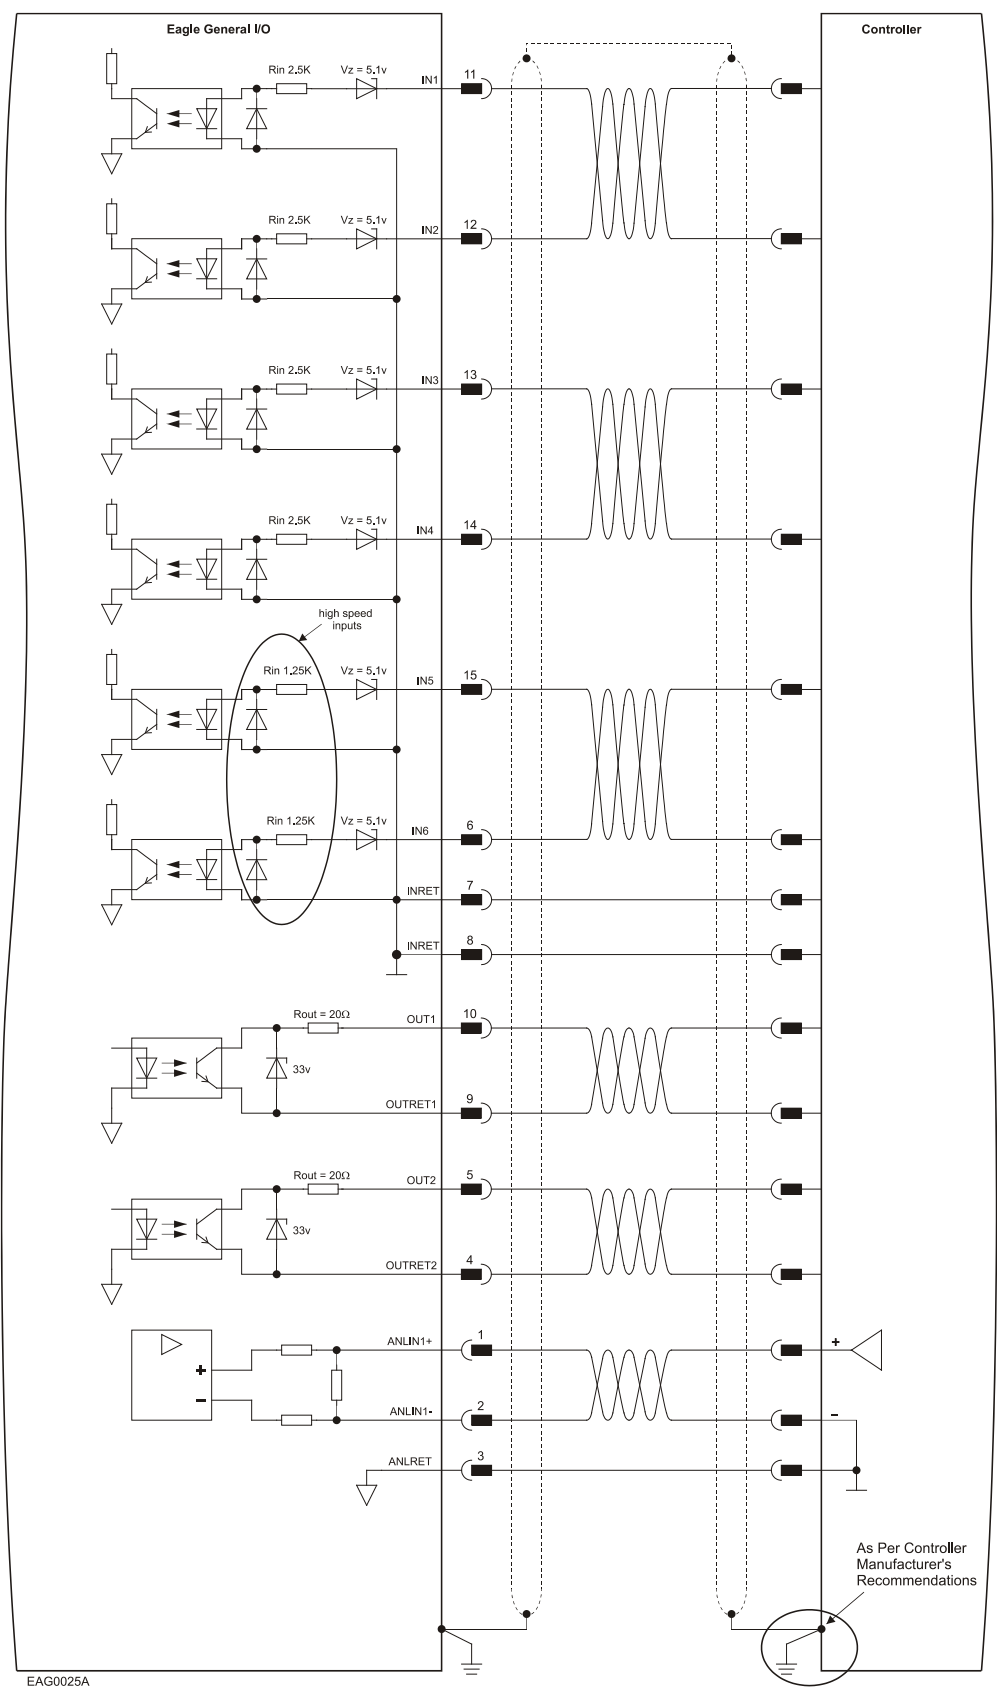 Eagle General I/O
Controller
Rin 2.5K
Vz = 5.1v
IN1
11
Rin 2.5K
Vz = 5.1v
IN2
12
Rin 2.5K
Vz = 5.1v
IN3
13
Rin 2.5K
Vz = 5.1v
IN4
14
high speed
inputs
Rin 1.25K
Vz = 5.1v
IN5
15
Rin 1.25K
Vz = 5.1v
IN6
6
INRET
7
INRET
8
Rout = 20Ω
OUT1
10
33v
OUTRET1
9
Rout = 20Ω
OUT2
5
33v
OUTRET2
4
ANLIN1+
1
+
+
−
ANLIN1-
2
−
ANLRET
3
As Per Controller
Manufacturer's
Recommendations
EAG0025A